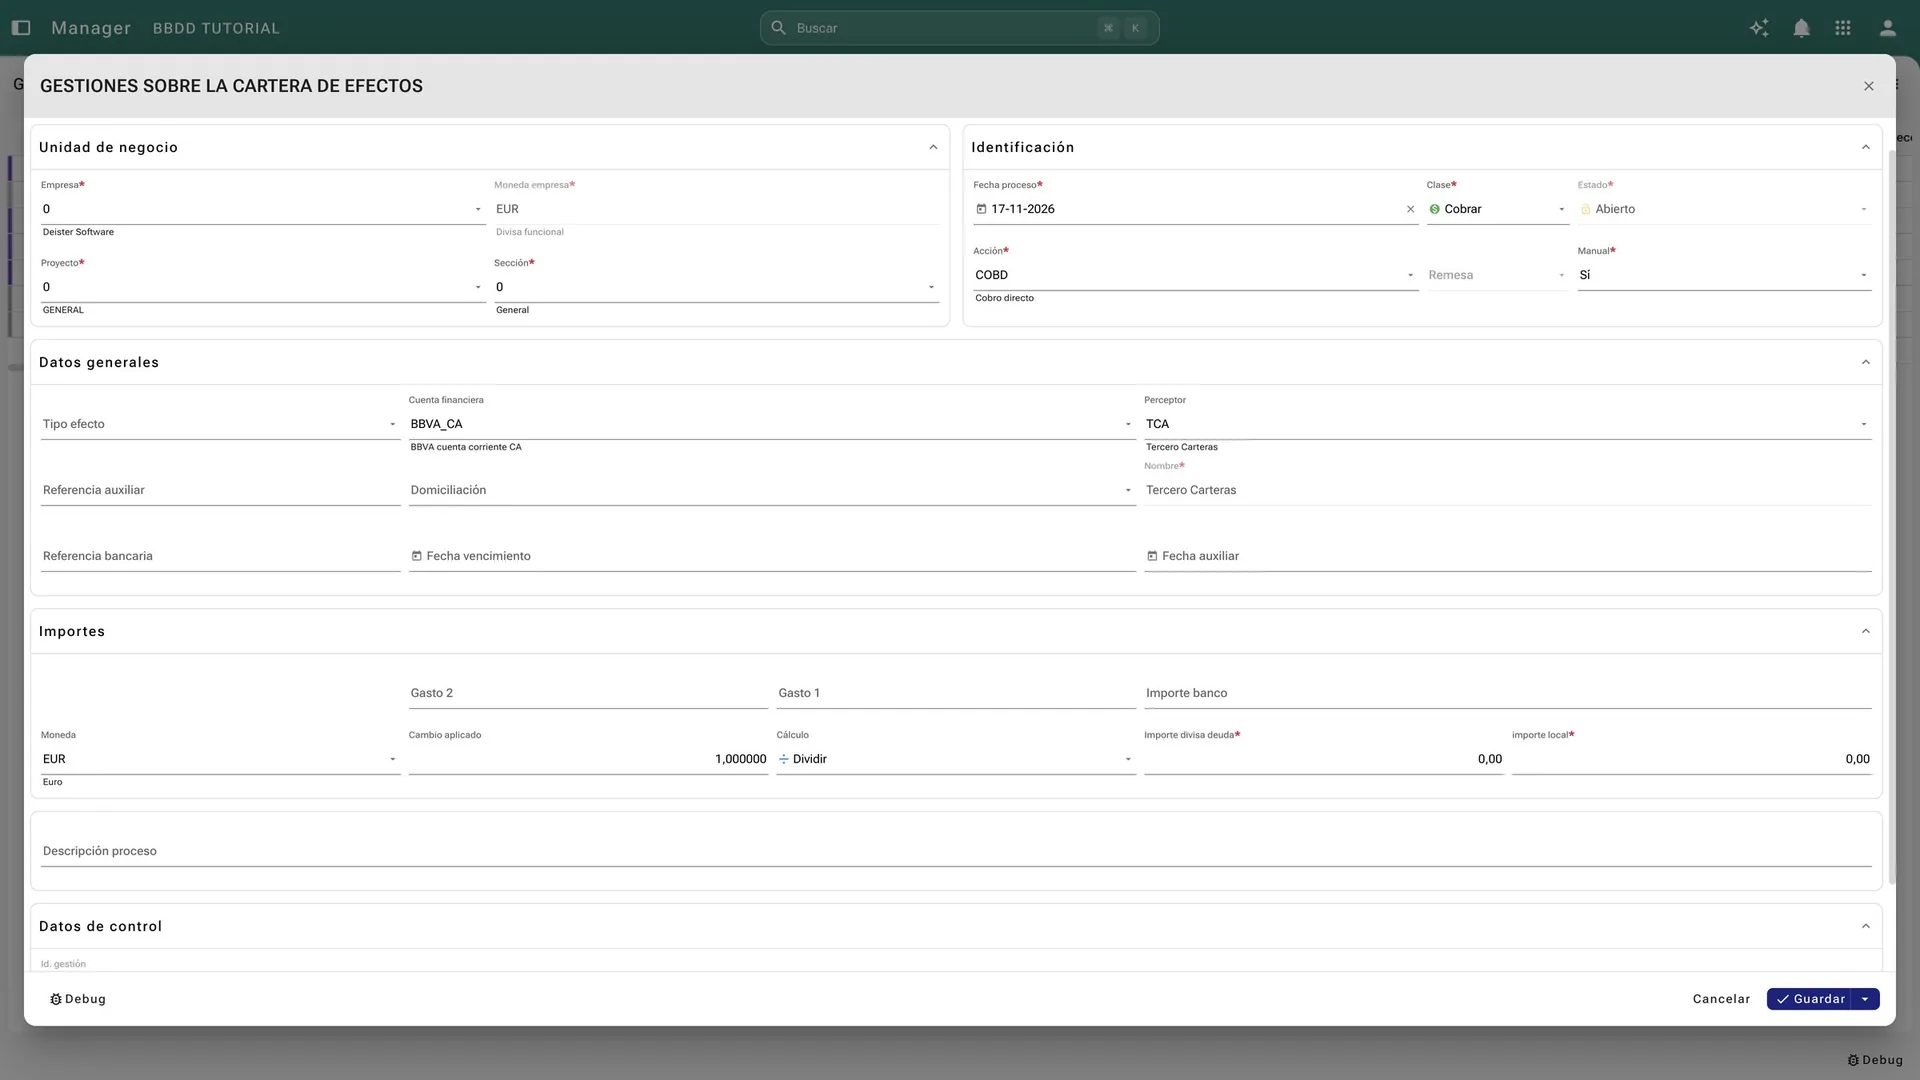 Manager BBDD TUTORIAL
Buscar
⌘ K
GESTIONES SOBRE LA CARTERA DE EFECTOS
Unidad de negocio
Empresa*
0
Deister Software
Moneda empresa*
EUR
Divisa funcional
Proyecto*
0
GENERAL
Sección*
0
General
Identificación
Fecha proceso*
17-11-2026
Clase*
Cobrar
Estado*
Abierto
Acción*
COBD
Cobro directo
Remesa
Manual*
Sí
Datos generales
Tipo efecto
Cuenta financiera
BBVA_CA
BBVA cuenta corriente CA
Perceptor
TCA
Tercero Carteras
Referencia auxiliar
Domiciliación
Nombre*
Tercero Carteras
Referencia bancaria
Fecha vencimiento
Fecha auxiliar
Importes
Gasto 2
Gasto 1
Importe banco
Moneda
EUR
Euro
Cambio aplicado
1,000000
Cálculo
Dividir
Importe divisa deuda*
0,00
importe local*
0,00
Descripción proceso
Datos de control
Id. gestión
Debug
Cancelar
Guardar
Debug